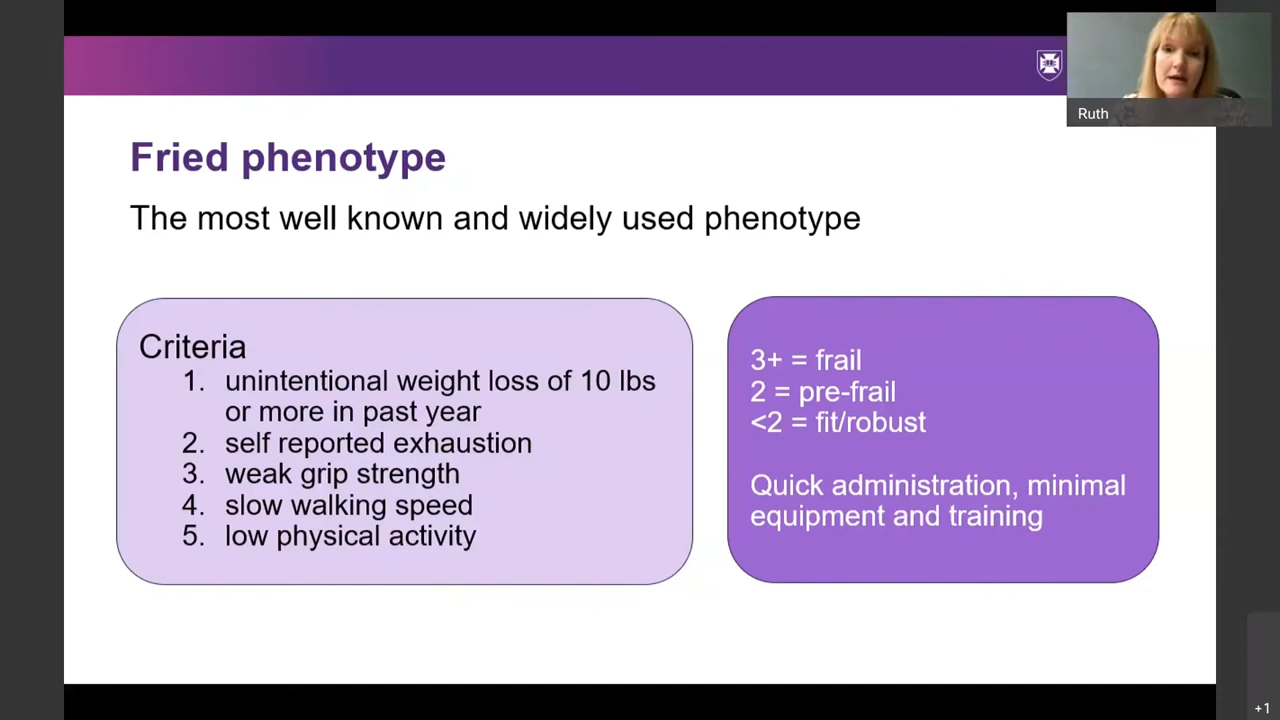 Ruth
Fried phenotype
The most well known and widely used phenotype
Criteria
1. unintentional weight loss of 10 lbs
or more in past year
2. self reported exhaustion
3. weak grip strength
4. slow walking speed
5. low physical activity
3+ = frail
2 = pre-frail
<2 = fit/robust
Quick administration, minimal
equipment and training
+1